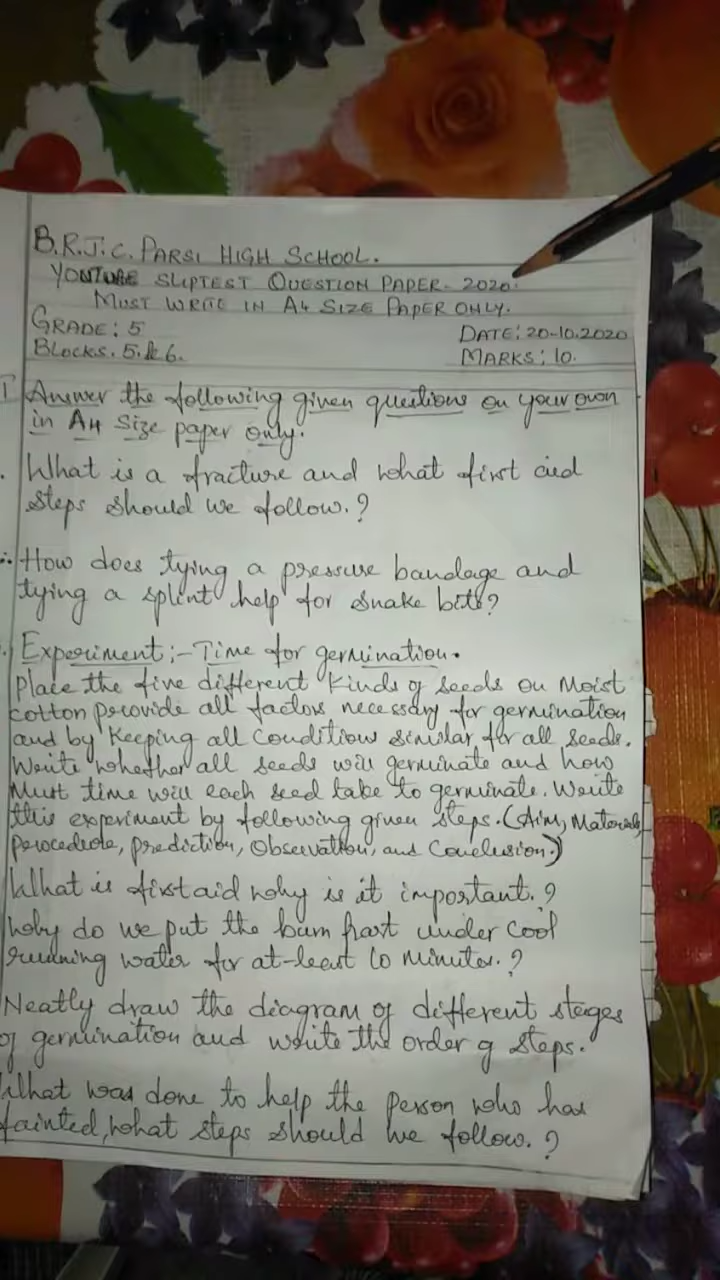 B.R.J.C. PARSI HIGH SCHOOL.
YOUTUBE SLIPTEST QUESTION PAPER- 2020.
MUST WRITE IN A4 SIZE PAPER ONLY.
GRADE: 5
DATE: 20-10.2020
BLOCKS. 5.& 6.
MARKS: 10.
I Answer the following given questions on your own
in A4 Size paper only.
What is a fracture and what first aid
steps should we follow.?
How does tying a pressure bandage and
tying a splint help for snake bite?
Experiment:- Time for germination.
Place the five different kinds of seeds on Moist
cotton provide all factors necessary for germination
and by keeping all conditions similar for all seeds.
Write whether all seeds will germinate and how
Must time will each seed take to germinate. Write
this experiment by following given steps. (Aim, Materials,
prediction, Observation, and Conclusion.)
What is firstaid why is it important.?
Why do we put the burn part under cool
running water for at-least 10 minutes.?
Neatly draw the diagram of different stages
of germination and write the order of steps.
What was done to help the person who has
fainted, what steps should we follow.?